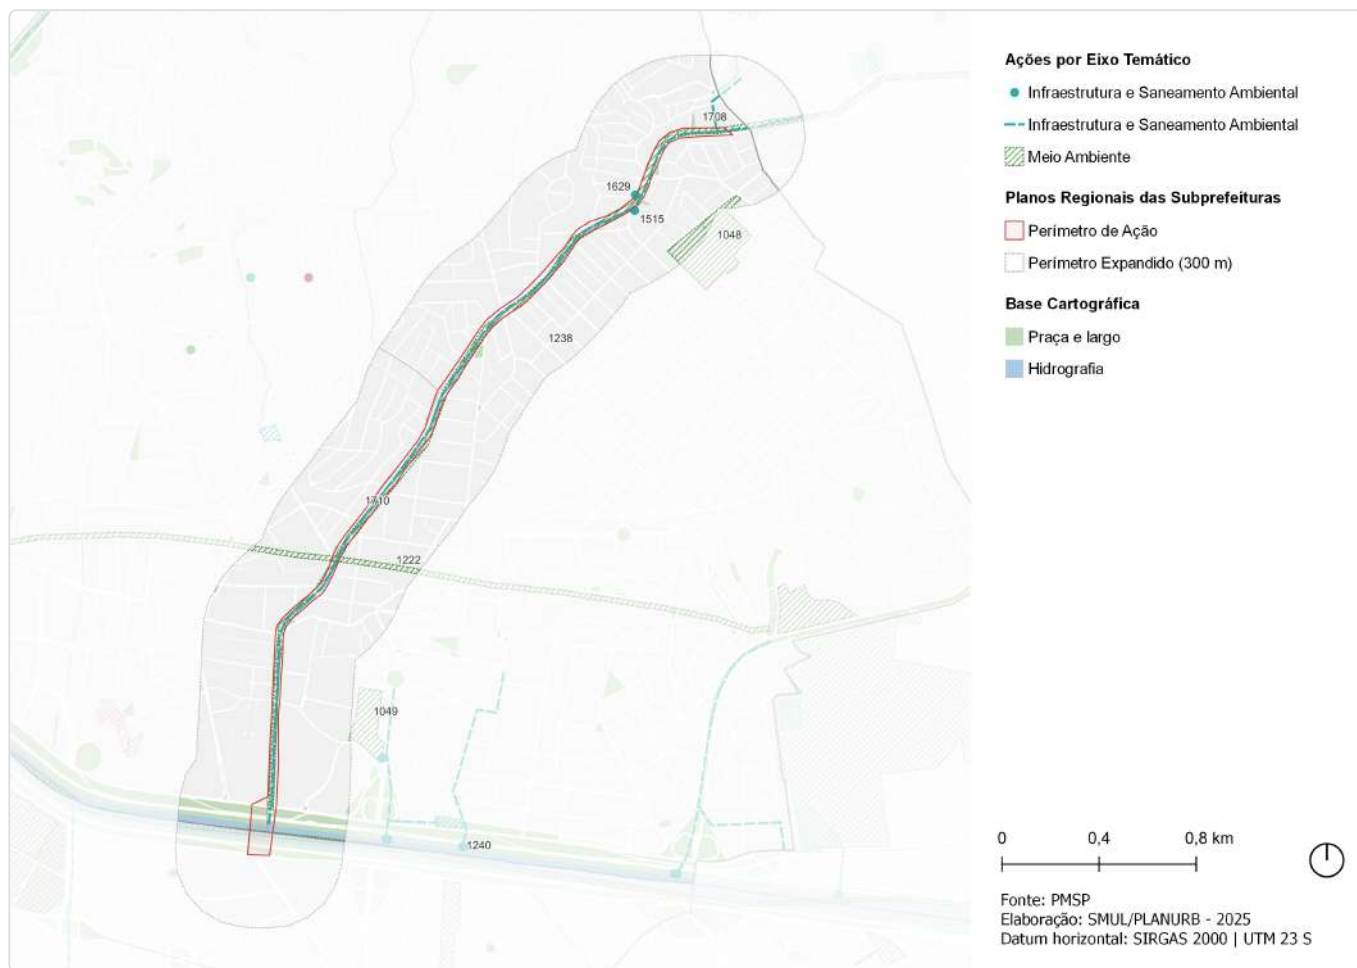 1708
1629
1515
1048
1238
1710
1222
1049
1240
Ações por Eixo Temático
Infraestrutura e Saneamento Ambiental
Infraestrutura e Saneamento Ambiental
Meio Ambiente
Planos Regionais das Subprefeituras
Perímetro de Ação
Perímetro Expandido (300 m)
Base Cartográfica
Praça e largo
Hidrografia
0 0,4 0,8 km
Fonte: PMSP
Elaboração: SMUL/PLANURB - 2025
Datum horizontal: SIRGAS 2000 | UTM 23 S